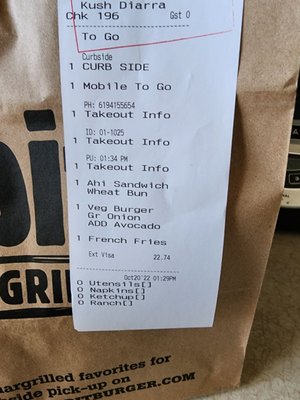 Kush Diarra
Chk 196 Gst 0
To Go
Curbside
1 CURB SIDE
1 Mobile To Go
PH: 6194155654
1 Takeout Info
ID: 01-1025
1 Takeout Info
PU: 01:34 PM
1 Takeout Info
1 Ahi Sandwich
Wheat Bun
1 Veg Burger
Gr Onion
ADD Avocado
1 French Fries
Ext Visa 22.74
Oct20'22 01:29PM
0 Utensils[]
0 Napkins[]
0 Ketchup[]
0 Ranch[]
GRI
hargrilled favorites for
side pick-up on
ITBURGER.COM